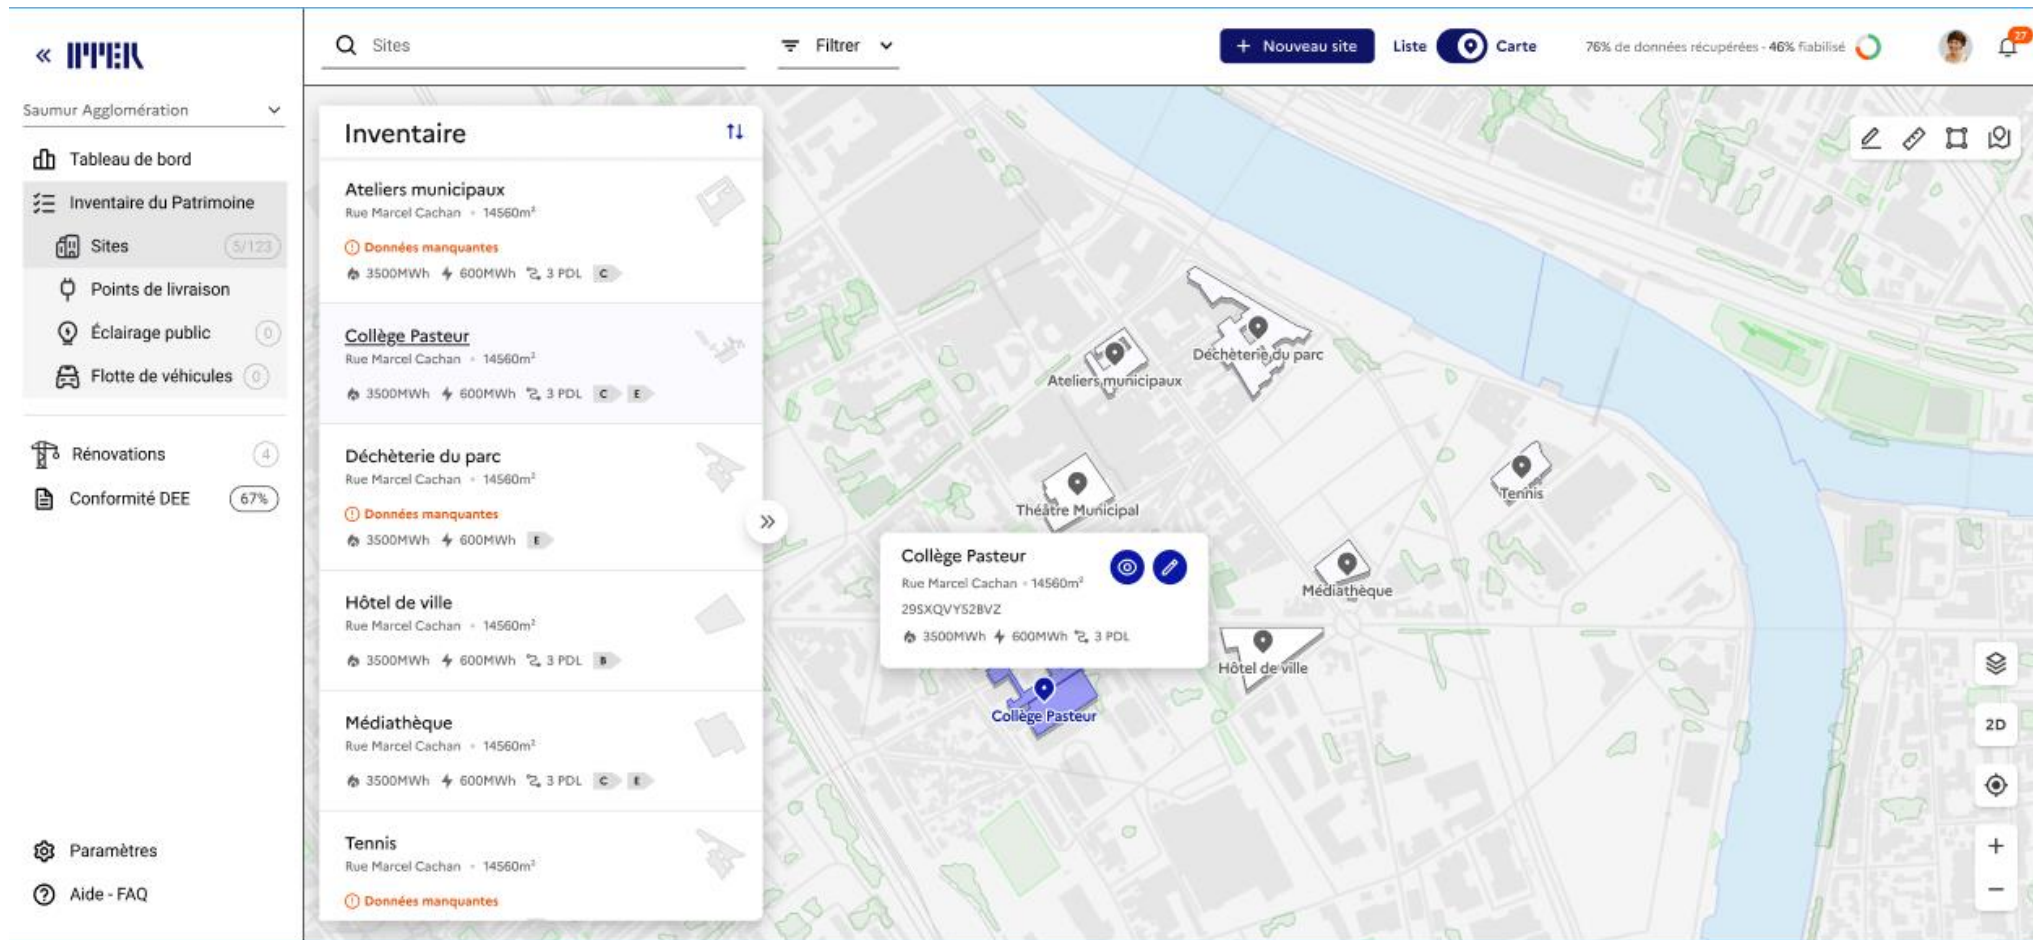 Saumur Agglomération
Tableau de bord
Inventaire du Patrimoine
Sites 5/123
Points de livraison
Éclairage public 0
Flotte de véhicules 0
Rénovations 4
Conformité DEE 67%
Paramètres
Aide - FAQ
Sites
Filtrer
+ Nouveau site
Liste
Carte
76% de données récupérées - 46% fiabilisé
27
Inventaire
Ateliers municipaux
Rue Marcel Cachan • 14560m²
Données manquantes
3500MWh 600MWh 3 PDL C
Collège Pasteur
Rue Marcel Cachan • 14560m²
3500MWh 600MWh 3 PDL C E
Déchèterie du parc
Rue Marcel Cachan • 14560m²
Données manquantes
3500MWh 600MWh E
Hôtel de ville
Rue Marcel Cachan • 14560m²
3500MWh 600MWh 3 PDL B
Médiathèque
Rue Marcel Cachan • 14560m²
3500MWh 600MWh 3 PDL C E
Tennis
Rue Marcel Cachan • 14560m²
Données manquantes
Déchèterie du parc
Ateliers municipaux
Tennis
Théâtre Municipal
Médiathèque
Hôtel de ville
Collège Pasteur
Rue Marcel Cachan • 14560m²
29SXQVY52BVZ
3500MWh 600MWh 3 PDL
Collège Pasteur
2D